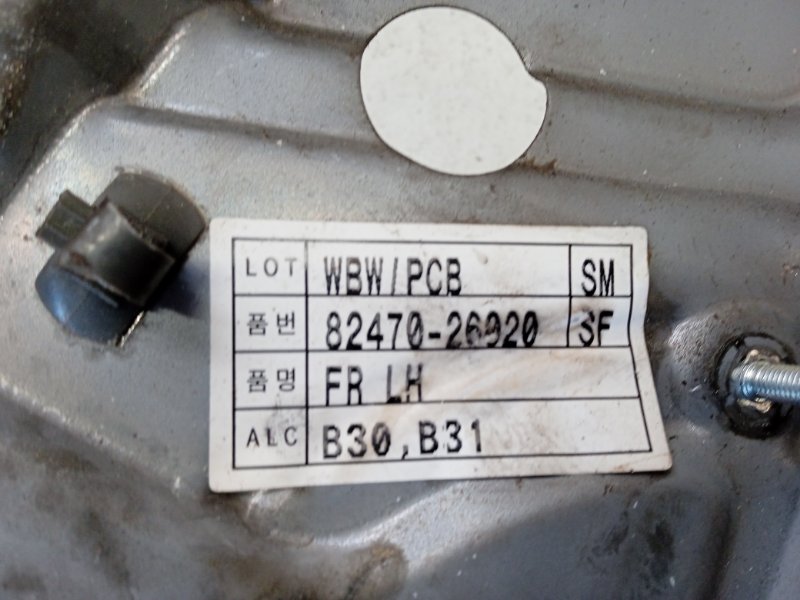 LOT WBW/PCB SM
품번 82470-26920 SF
품명 FR LH
ALC B30,B31